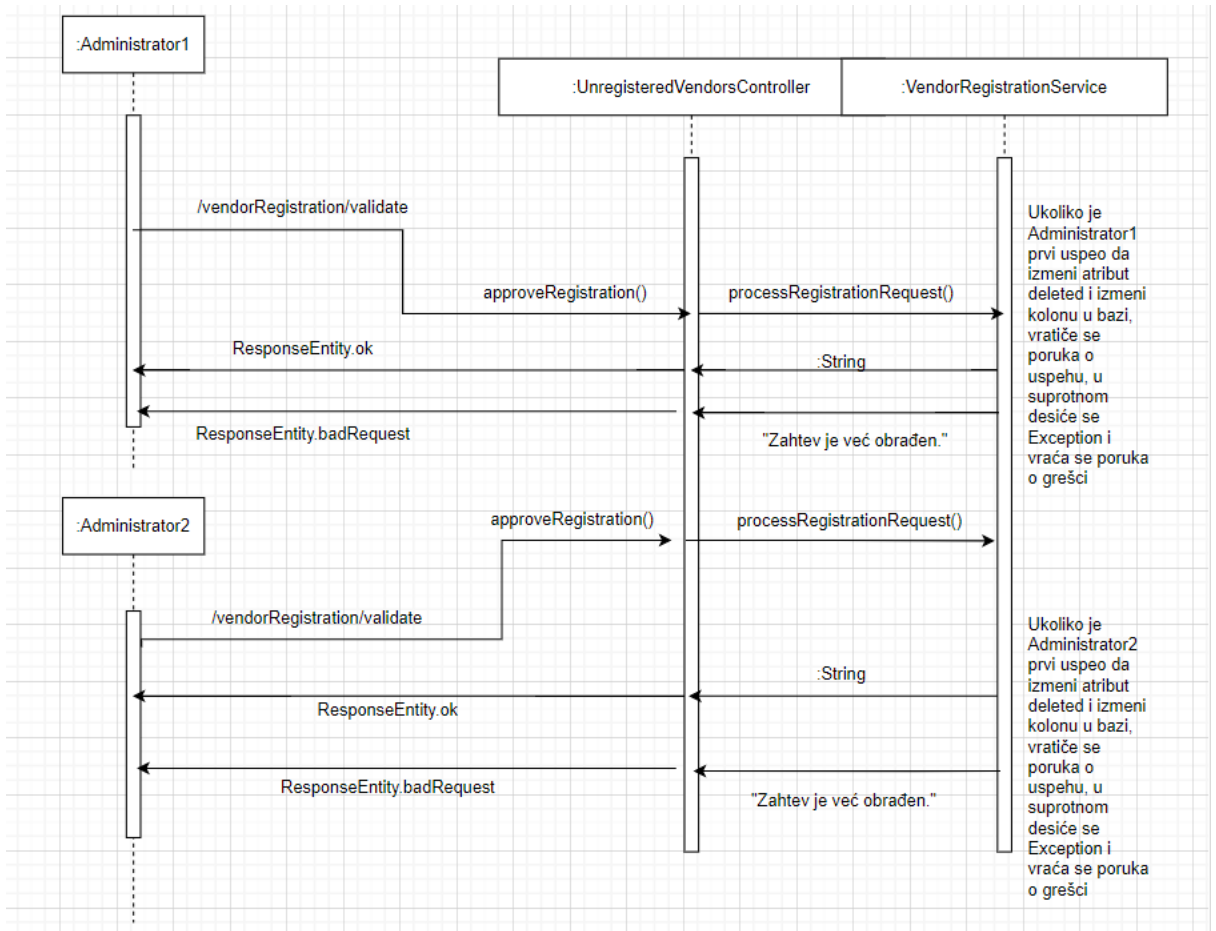 :Administrator1
:UnregisteredVendorsController
:VendorRegistrationService
/vendorRegistration/validate
approveRegistration()
processRegistrationRequest()
ResponseEntity.ok
:String
ResponseEntity.badRequest
"Zahtev je već obrađen."
Ukoliko je
Administrator1
prvi uspeo da
izmeni atribut
deleted i izmeni
kolonu u bazi,
vratiče se
poruka o
uspehu, u
suprotnom
desiće se
Exception i
vraća se poruka
o grešci
:Administrator2
approveRegistration()
processRegistrationRequest()
/vendorRegistration/validate
:String
ResponseEntity.ok
ResponseEntity.badRequest
"Zahtev je već obrađen."
Ukoliko je
Administrator2
prvi uspeo da
izmeni atribut
deleted i izmeni
kolonu u bazi,
vratiče se
poruka o
uspehu, u
suprotnom
desiće se
Exception i
vraća se poruka
o grešci